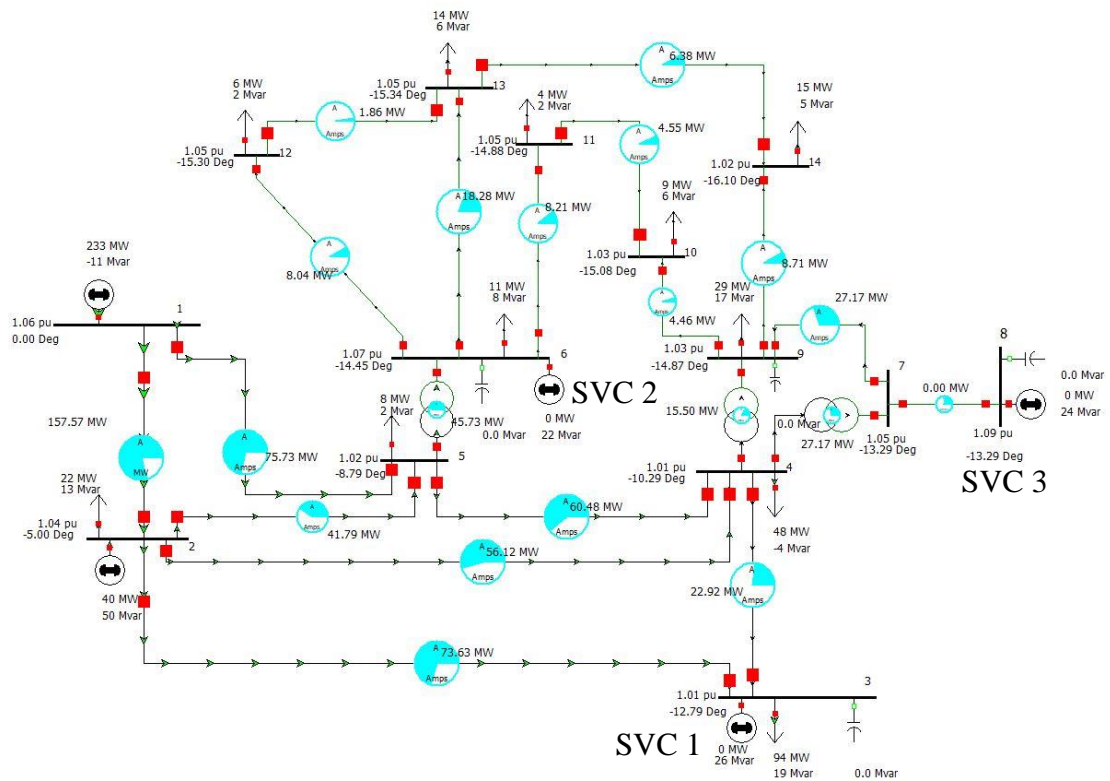 14 MW
6 Mvar
A
6.38 MW
Amps
1.05 pu
-15.34 Deg
13
6 MW
2 Mvar
A
1.86 MW
Amps
4 MW
2 Mvar
15 MW
5 Mvar
1.05 pu
-15.30 Deg
12
1.05 pu
-14.88 Deg
11
A
4.55 MW
Amps
1.02 pu
-16.10 Deg
14
A
18.28 MW
Amps
A
8.21 MW
Amps
9 MW
6 Mvar
233 MW
-11 Mvar
A
Amps
8.04 MW
1.03 pu
-15.08 Deg
10
A
8.71 MW
Amps
11 MW
8 Mvar
A
4.46 MW
29 MW
17 Mvar
A
27.17 MW
Amps
1
1.06 pu
0.00 Deg
1.07 pu
-14.45 Deg
6
SVC 2
1.03 pu
-14.87 Deg
9
7
8
0.0 Mvar
0.00 MW
0 MW
24 Mvar
8 MW
2 Mvar
A
A
45.73 MW
0.0 Mvar
0 MW
22 Mvar
15.50 MW
0.0 Mvar
A
27.17 MW
1.05 pu
-13.29 Deg
1.09 pu
-13.29 Deg
SVC 3
157.57 MW
A
MW
A
75.73 MW
Amps
1.02 pu
-8.79 Deg
5
1.01 pu
-10.29 Deg
4
22 MW
13 Mvar
A
Amps
41.79 MW
A
60.48 MW
Amps
48 MW
-4 Mvar
1.04 pu
-5.00 Deg
2
A
56.12 MW
Amps
A
22.92 MW
Amps
40 MW
50 Mvar
A
73.63 MW
Amps
1.01 pu
-12.79 Deg
3
SVC 1
0 MW
26 Mvar
94 MW
19 Mvar
0.0 Mvar